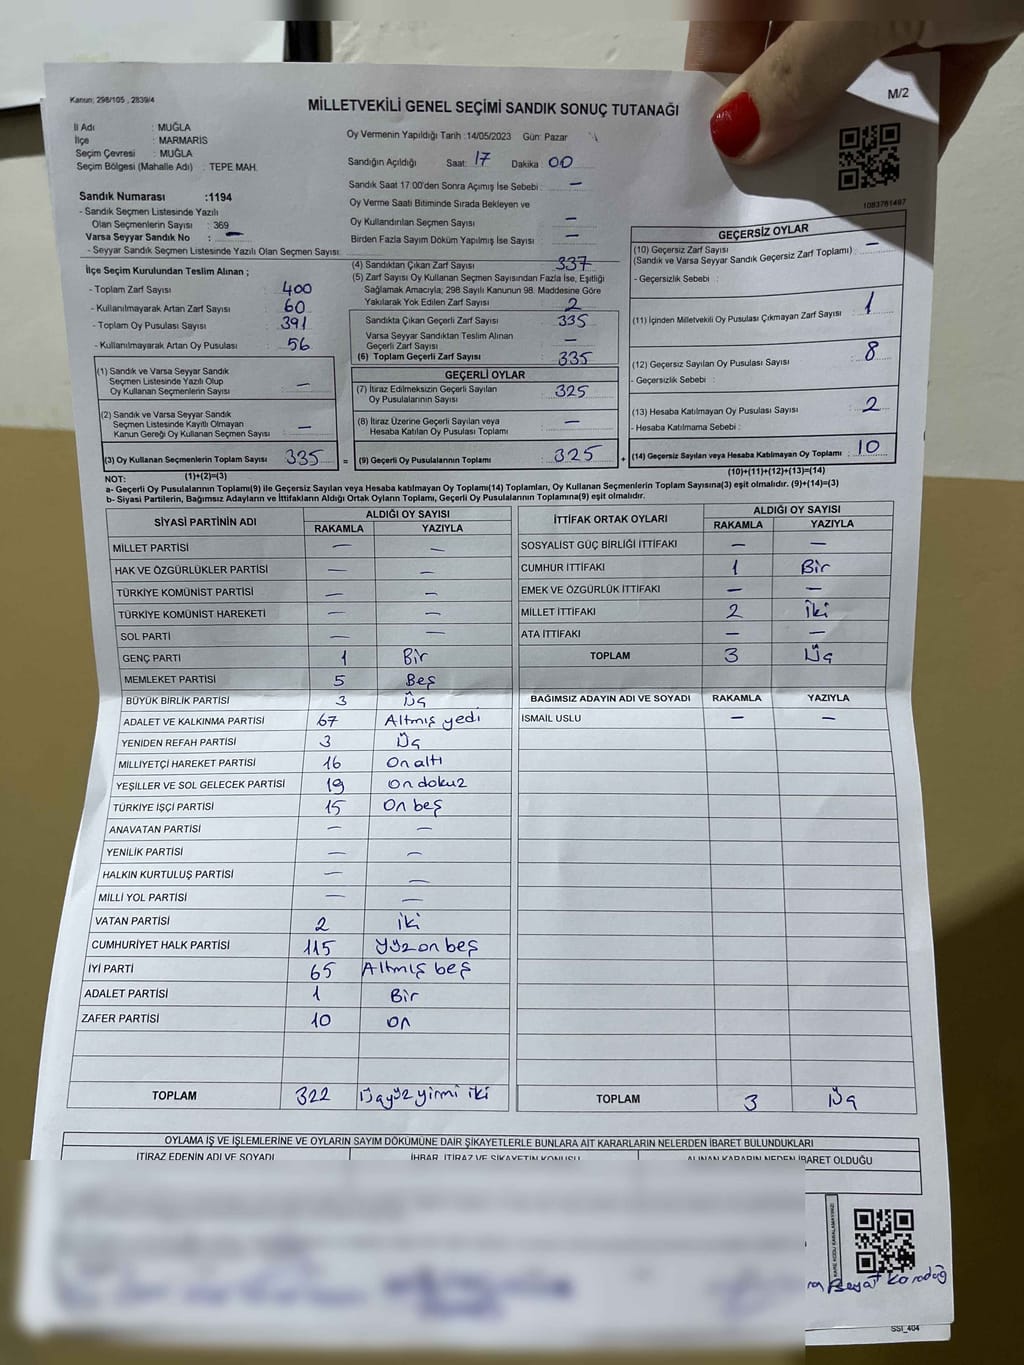 Kanun: 298/105 , 2839/4
MİLLETVEKİLİ GENEL SEÇİMİ SANDIK SONUÇ TUTANAĞI
M/2
İl Adı : MUĞLA
İlçe : MARMARİS
Seçim Çevresi : MUĞLA
Seçim Bölgesi (Mahalle Adı) : TEPE MAH.
Oy Vermenin Yapıldığı Tarih :14/05/2023 Gün: Pazar
Sandığın Açıldığı Saat: 17 Dakika 00
Sandık Saat 17:00'den Sonra Açımış İse Sebebi : —
Oy Verme Saati Bitiminde Sırada Bekleyen ve
Oy Kullandırılan Seçmen Sayısı —
Birden Fazla Sayım Döküm Yapılmış İse Sayısı —
1083761497
Sandık Numarası :1194
- Sandık Seçmen Listesinde Yazılı
Olan Seçmenlerin Sayısı : 369
Varsa Seyyar Sandık No : —
- Seyyar Sandık Seçmen Listesinde Yazılı Olan Seçmen Sayısı
İlçe Seçim Kurulundan Teslim Alınan ;
- Toplam Zarf Sayısı 400
- Kullanılmayarak Artan Zarf Sayısı 60
- Toplam Oy Pusulası Sayısı 391
- Kullanılmayarak Artan Oy Pusulası 56
(1) Sandık ve Varsa Seyyar Sandık
Seçmen Listesinde Yazılı Olup
Oy Kullanan Seçmenlerin Sayısı —
(2) Sandık ve Varsa Seyyar Sandık
Seçmen Listesinde Kayıtlı Olmayan
Kanun Gereği Oy Kullanan Seçmen Sayısı —
(3) Oy Kullanan Seçmenlerin Toplam Sayısı 335 =
(4) Sandıktan Çıkan Zarf Sayısı 337
(5) Zarf Sayısı Oy Kullanan Seçmen Sayısından Fazla İse, Eşitliği
Sağlamak Amacıyla; 298 Sayılı Kanunun 98. Maddesine Göre
Yakılarak Yok Edilen Zarf Sayısı 2
Sandıkta Çıkan Geçerli Zarf Sayısı 335
Varsa Seyyar Sandıktan Teslim Alınan
Geçerli Zarf Sayısı —
(6) Toplam Geçerli Zarf Sayısı 335
GEÇERLİ OYLAR
(7) İtiraz Edilmeksizin Geçerli Sayılan
Oy Pusulalarının Sayısı 325
(8) İtiraz Üzerine Geçerli Sayılan veya
Hesaba Katılan Oy Pusulası Toplamı —
(9) Geçerli Oy Pusulalarının Toplamı 325 +
GEÇERSİZ OYLAR
(10) Geçersiz Zarf Sayısı
(Sandık ve Varsa Seyyar Sandık Geçersiz Zarf Toplamı) : —
- Geçersizlik Sebebi :
(11) İçinden Milletvekili Oy Pusulası Çıkmayan Zarf Sayısı 1
(12) Geçersiz Sayılan Oy Pusulası Sayısı 8
- Geçersizlik Sebebi :
(13) Hesaba Katılmayan Oy Pusulası Sayısı 2
- Hesaba Katılmama Sebebi :
(14) Geçersiz Sayılan veya Hesaba Katılmayan Oy Toplamı 10
NOT: (1)+(2)=(3) (10)+(11)+(12)+(13)=(14)
a- Geçerli Oy Pusulalarının Toplamı(9) ile Geçersiz Sayılan veya Hesaba katılmayan Oy Toplamı(14) Toplamları, Oy Kullanan Seçmenlerin Toplam Sayısına(3) eşit olmalıdır. (9)+(14)=(3)
b- Siyasi Partilerin, Bağımsız Adayların ve İttifakların Aldığı Ortak Oyların Toplamı, Geçerli Oy Pusulalarının Toplamına(9) eşit olmalıdır.
SİYASİ PARTİNİN ADI ALDIĞI OY SAYISI
RAKAMLA YAZIYLA
MİLLET PARTİSİ — —
HAK VE ÖZGÜRLÜKLER PARTİSİ — —
TÜRKİYE KOMÜNİST PARTİSİ — —
TÜRKİYE KOMÜNİST HAREKETİ — —
SOL PARTİ — —
GENÇ PARTİ 1 Bir
MEMLEKET PARTİSİ 5 Beş
BÜYÜK BİRLİK PARTİSİ 3 Üç
ADALET VE KALKINMA PARTİSİ 67 Altmış yedi
YENİDEN REFAH PARTİSİ 3 Üç
MİLLİYETÇİ HAREKET PARTİSİ 16 On altı
YEŞİLLER VE SOL GELECEK PARTİSİ 19 On dokuz
TÜRKİYE İŞÇİ PARTİSİ 15 On beş
ANAVATAN PARTİSİ — —
YENİLİK PARTİSİ — —
HALKIN KURTULUŞ PARTİSİ — —
MİLLİ YOL PARTİSİ — —
VATAN PARTİSİ 2 iki
CUMHURİYET HALK PARTİSİ 115 yüz on beş
İYİ PARTİ 65 Altmış beş
ADALET PARTİSİ 1 Bir
ZAFER PARTİSİ 10 on
TOPLAM 322 Üçyüz yirmi iki
İTTİFAK ORTAK OYLARI ALDIĞI OY SAYISI
RAKAMLA YAZIYLA
SOSYALİST GÜÇ BİRLİĞİ İTTİFAKI — —
CUMHUR İTTİFAKI 1 Bir
EMEK VE ÖZGÜRLÜK İTTİFAKI — —
MİLLET İTTİFAKI 2 İki
ATA İTTİFAKI — —
TOPLAM 3 Üç
BAĞIMSIZ ADAYIN ADI VE SOYADI RAKAMLA YAZIYLA
İSMAİL USLU — —
TOPLAM 3 Üç
OYLAMA İŞ VE İŞLEMLERİNE VE OYLARIN SAYIM DÖKÜMÜNE DAİR ŞİKAYETLERLE BUNLARA AİT KARARLARIN NELERDEN İBARET BULUNDUKLARI
İTİRAZ EDENİN ADI VE SOYADI İHBAR, İTİRAZ VE ŞİKAYETİN KONUSU ALINAN KARARIN NEDEN İBARET OLDUĞU
SSİ_404